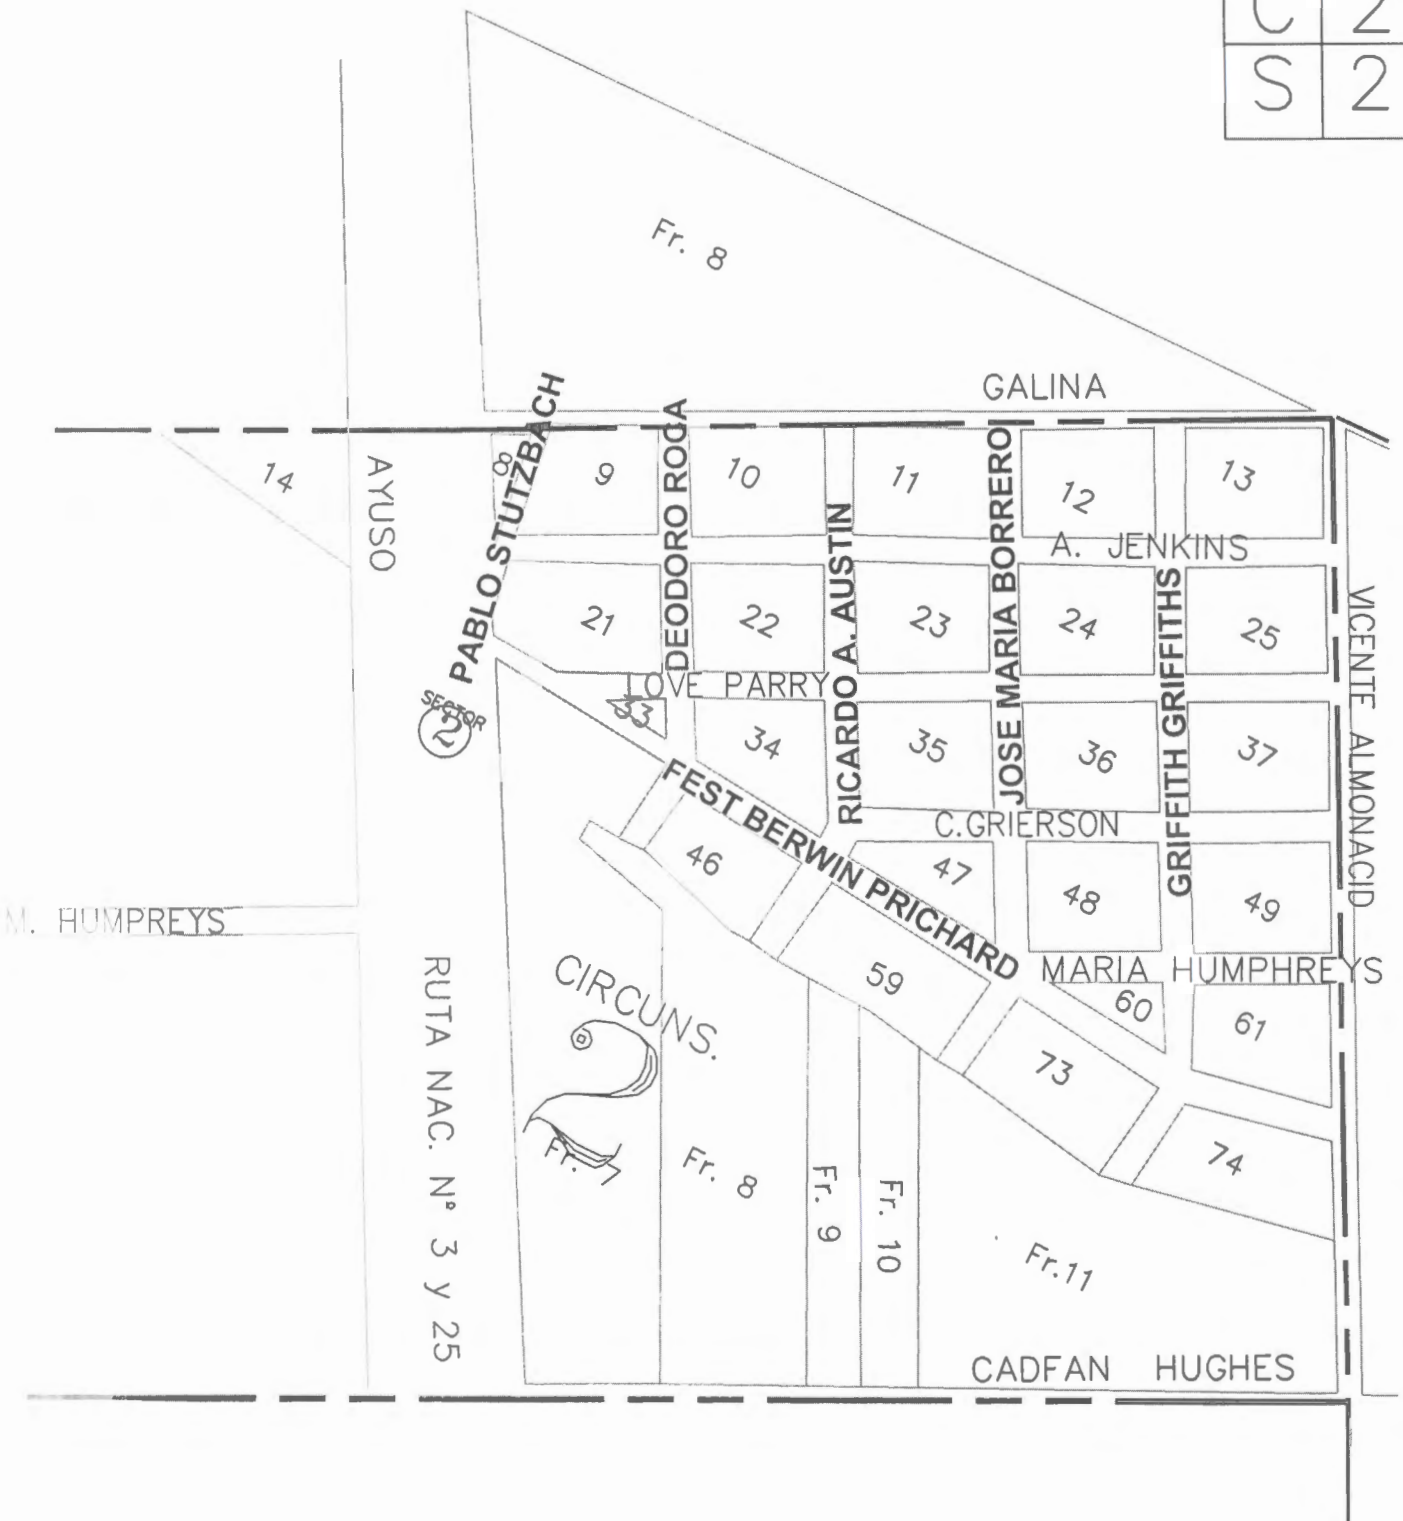 C 2
S 2
Fr. 8
GALINA
14
AYUSO
8
PABLO STUTZBACH
9
DEODORO ROCA
10
RICARDO A. AUSTIN
11
JOSE MARIA BORRERO
12
13
A. JENKINS
GRIFFITH GRIFFITHS
VICENTE ALMONACID
21
22
23
24
25
LOVE PARRY
SECTOR
2
33
34
35
36
37
FEST BERWIN PRICHARD
C.GRIERSON
46
47
48
49
M. HUMPREYS
MARIA HUMPHREYS
RUTA NAC. Nº 3 y 25
CIRCUNS.
2
59
60
61
73
74
Fr. 7
Fr. 8
Fr. 9
Fr. 10
Fr.11
CADFAN HUGHES